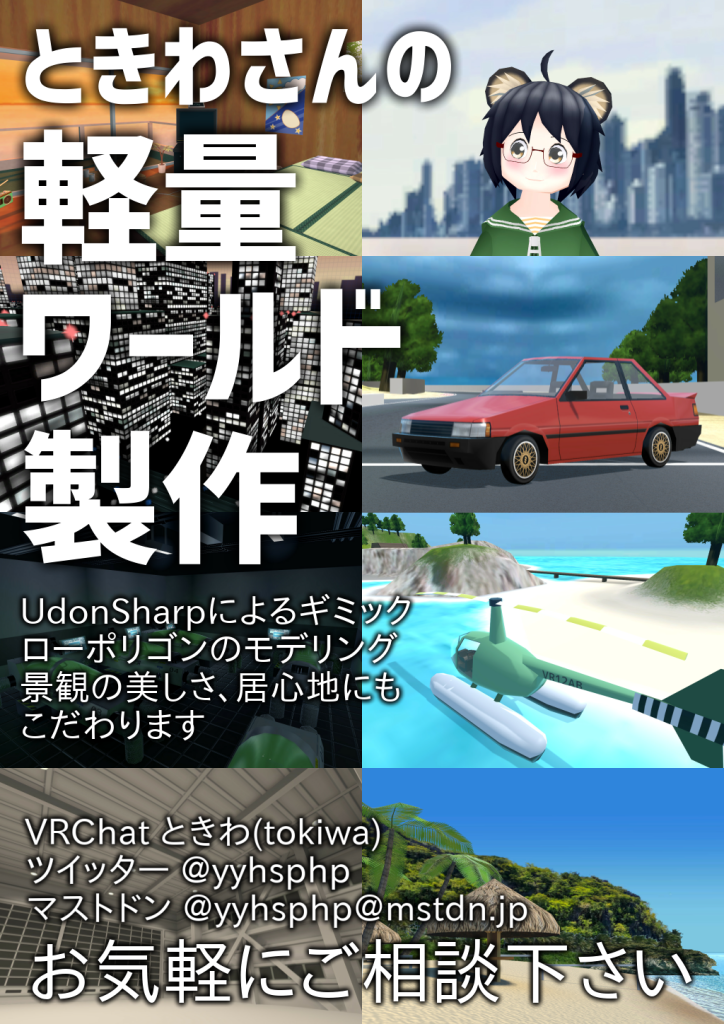 ときわさんの
軽量
ワールド
製作
UdonSharpによるギミック
ローポリゴンのモデリング
景観の美しさ、居心地にも
こだわります
VR12AB
VRChat ときわ(tokiwa)
ツイッター @yyhsphp
マストドン @yyhsphp@mstdn.jp
お気軽にご相談下さい